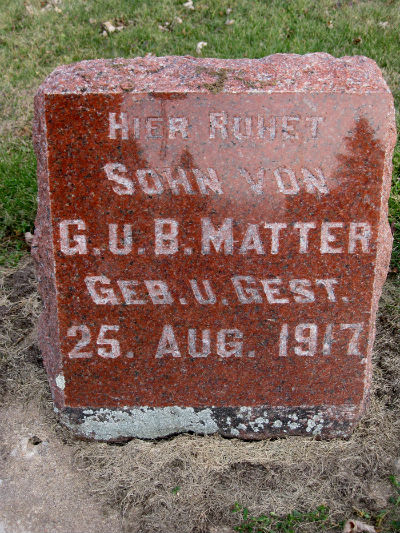 HIER RUHET
SOHN VON
G.U.B. MATTER
GEB. U. GEST.
25. AUG. 1917